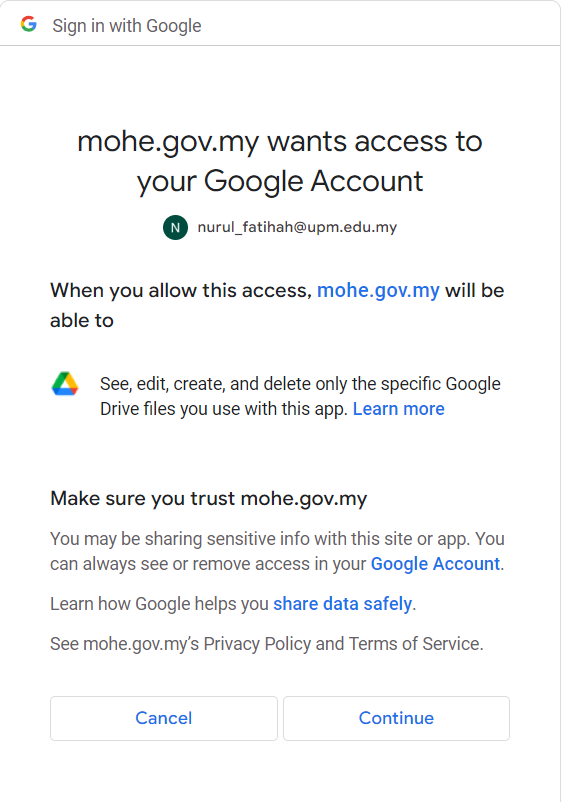 Sign in with Google
mohe.gov.my wants access to
your Google Account
N nurul_fatihah@upm.edu.my
When you allow this access, mohe.gov.my will be
able to
See, edit, create, and delete only the specific Google
Drive files you use with this app. Learn more
Make sure you trust mohe.gov.my
You may be sharing sensitive info with this site or app. You
can always see or remove access in your Google Account.
Learn how Google helps you share data safely.
See mohe.gov.my’s Privacy Policy and Terms of Service.
Cancel Continue